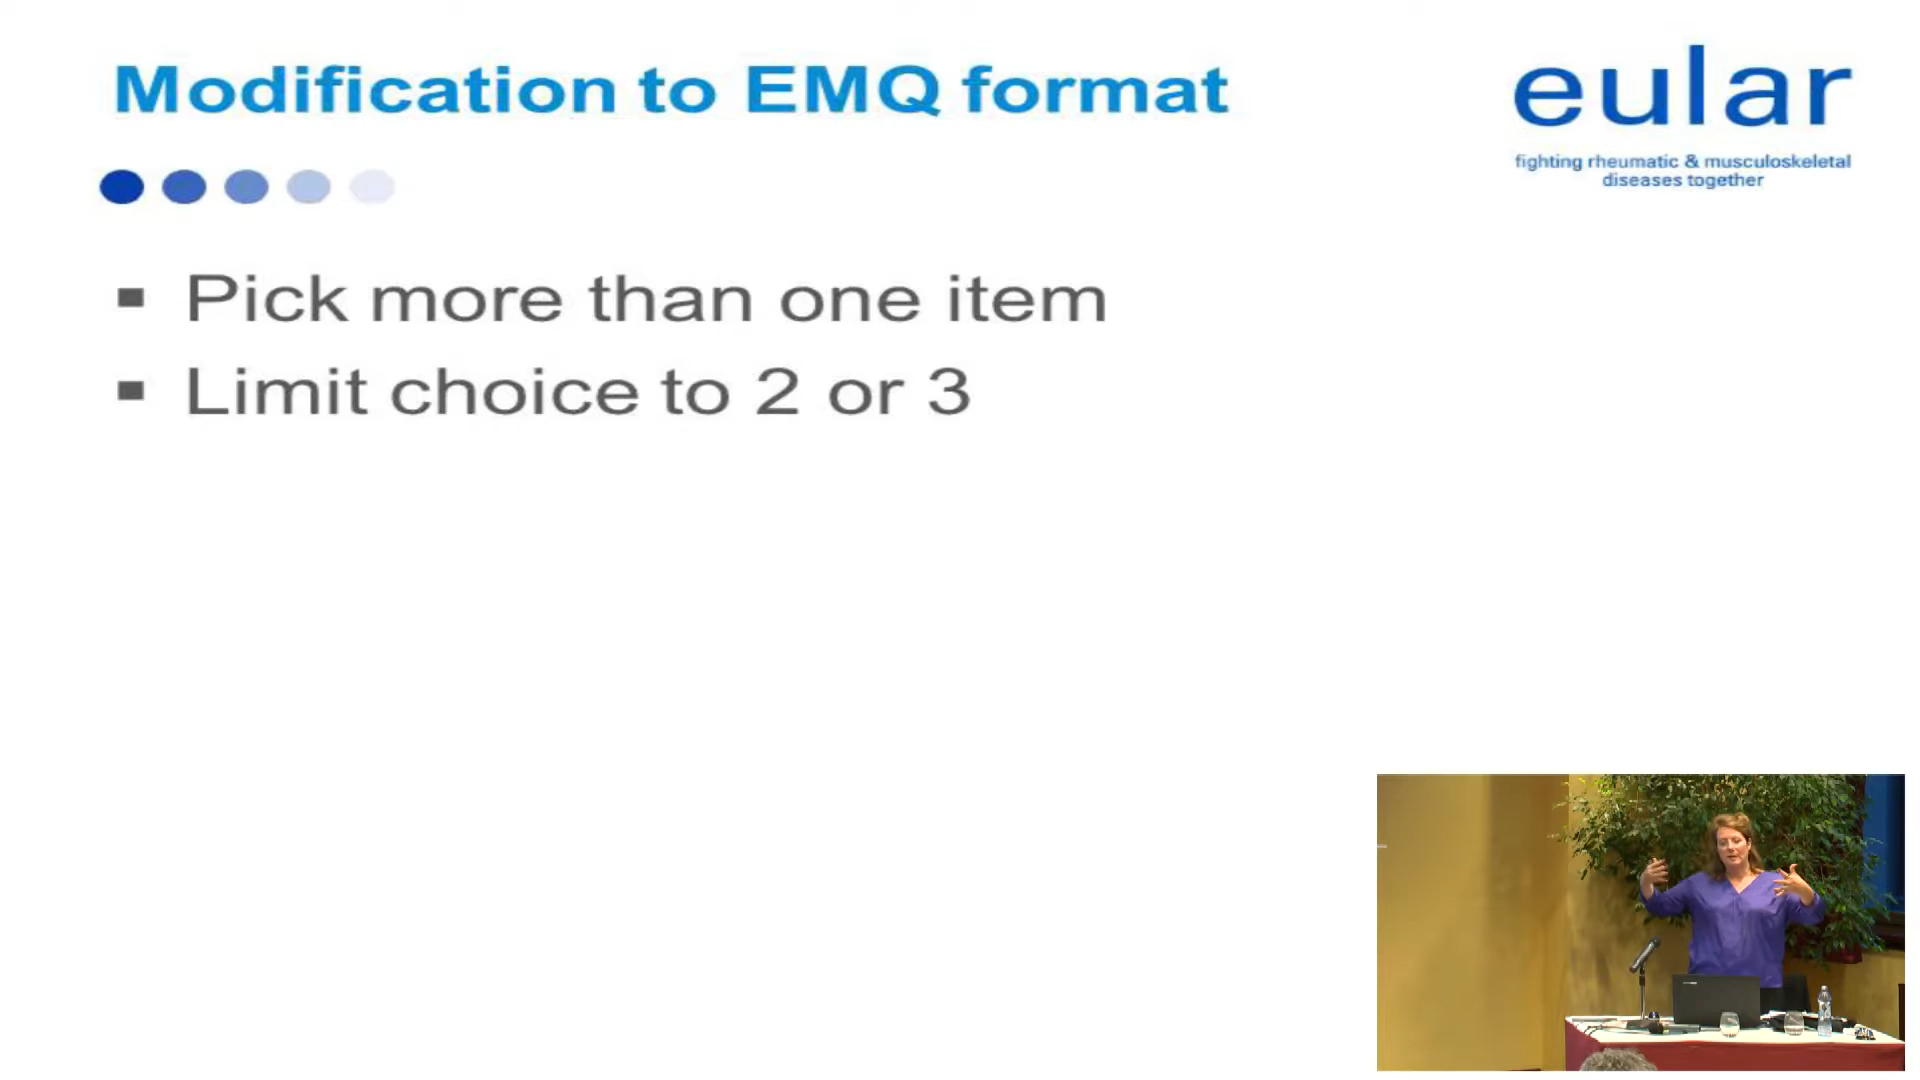 Modification to EMQ format
eular
fighting rheumatic & musculoskeletal
diseases together
Pick more than one item
Limit choice to 2 or 3